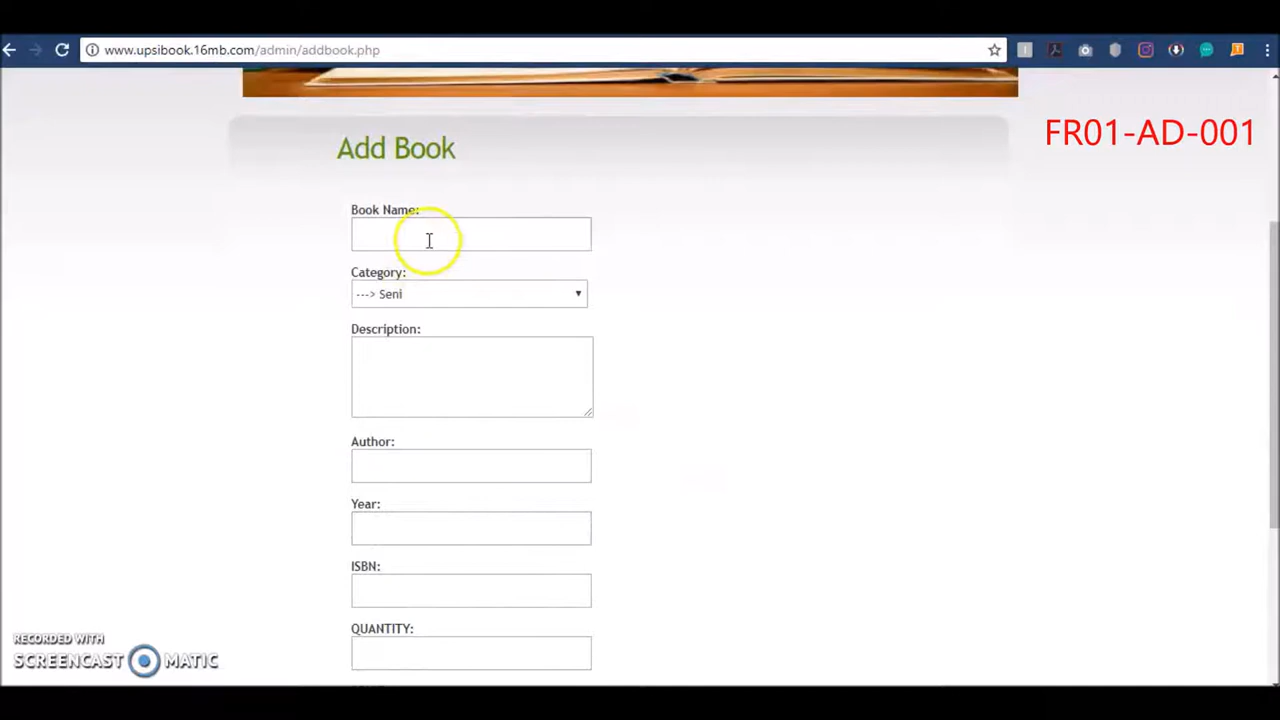 www.upsibook.16mb.com/admin/addbook.php
FR01-AD-001
Add Book
Book Name:
Category:
---> Seni
Description:
Author:
Year:
ISBN:
QUANTITY:
RECORDED WITH
SCREENCAST MATIC